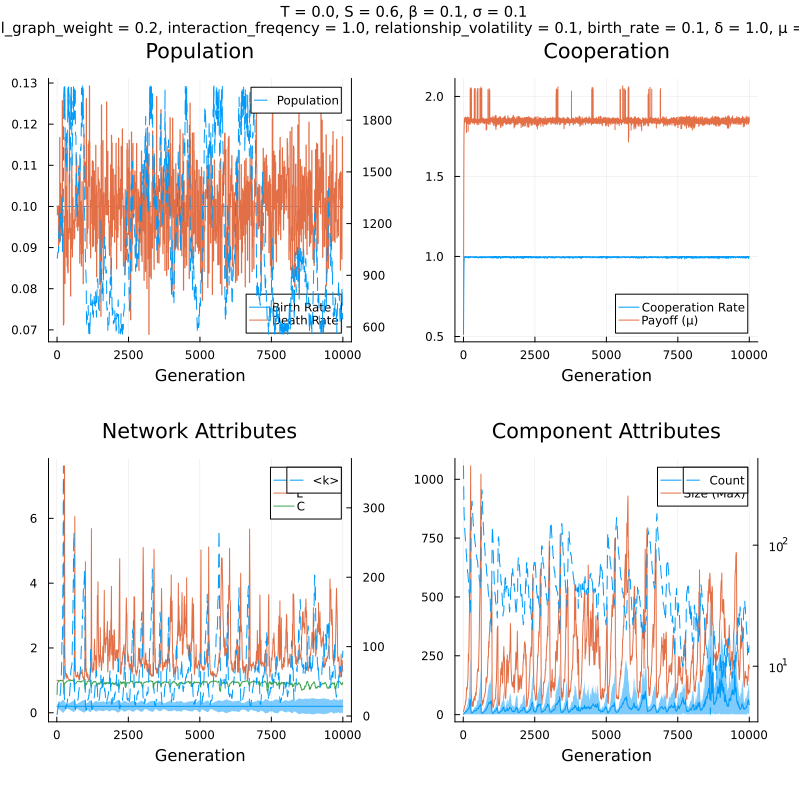 T = 0.0, S = 0.6, β = 0.1, σ = 0.1
l_graph_weight = 0.2, interaction_freqency = 1.0, relationship_volatility = 0.1, birth_rate = 0.1, δ = 1.0, μ =
Population
Cooperation
0.13
0.12
0.11
0.10
0.09
0.08
0.07
Population
1800
1500
1200
900
600
Birth Rate
Death Rate
0
2500
5000
7500
10000
Generation
2.0
1.5
1.0
0.5
Cooperation Rate
Payoff (μ)
0
2500
5000
7500
10000
Generation
Network Attributes
Component Attributes
6
4
2
0
<k>
L
C
300
200
100
0
0
2500
5000
7500
10000
Generation
1000
750
500
250
0
Count
Size (Max)
10²
10¹
0
2500
5000
7500
10000
Generation